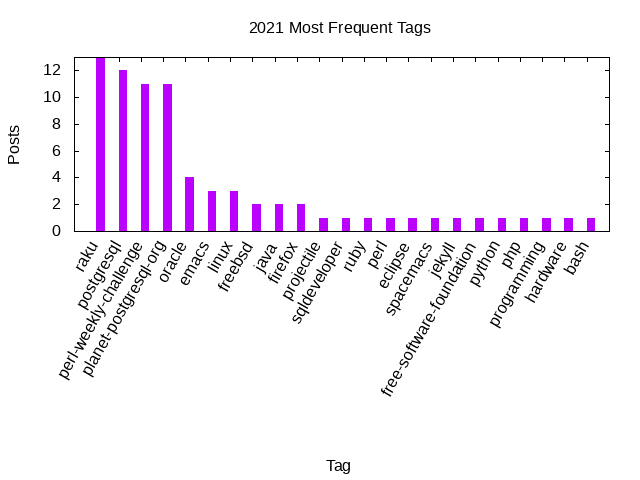 2021 Most Frequent Tags
Posts
12
10
8
6
4
2
0
raku
postgresql
perl-weekly-challenge
planet-postgresql-org
oracle
emacs
linux
freebsd
java
firefox
projectile
sqldeveloper
ruby
perl
eclipse
spacemacs
jekyll
free-software-foundation
python
php
programming
hardware
bash
Tag